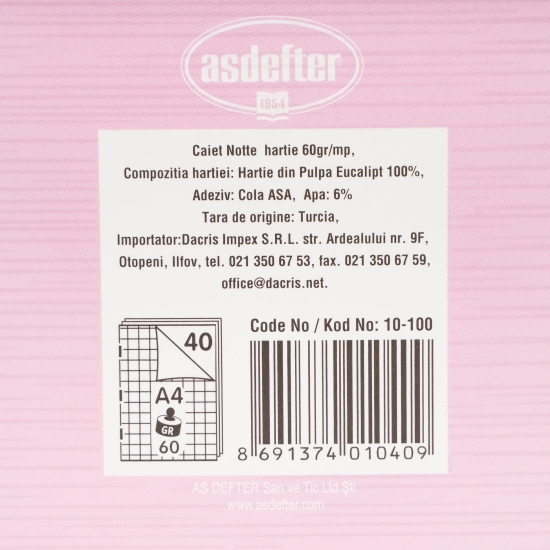 asdefter
1954
Caiet Notte hartie 60gr/mp,
Compozitia hartiei: Hartie din Pulpa Eucalipt 100%,
Adeziv: Cola ASA, Apa: 6%
Tara de origine: Turcia,
Importator:Dacris Impex S.R.L. str. Ardealului nr. 9F,
Otopeni, Ilfov, tel. 021 350 67 53, fax. 021 350 67 59,
office@dacris.net.
Code No / Kod No: 10-100
40
A4
GR
60
8 691374 010409
AS DEFTER San.ve Tic.Ltd.Şti.
www.asdefter.com